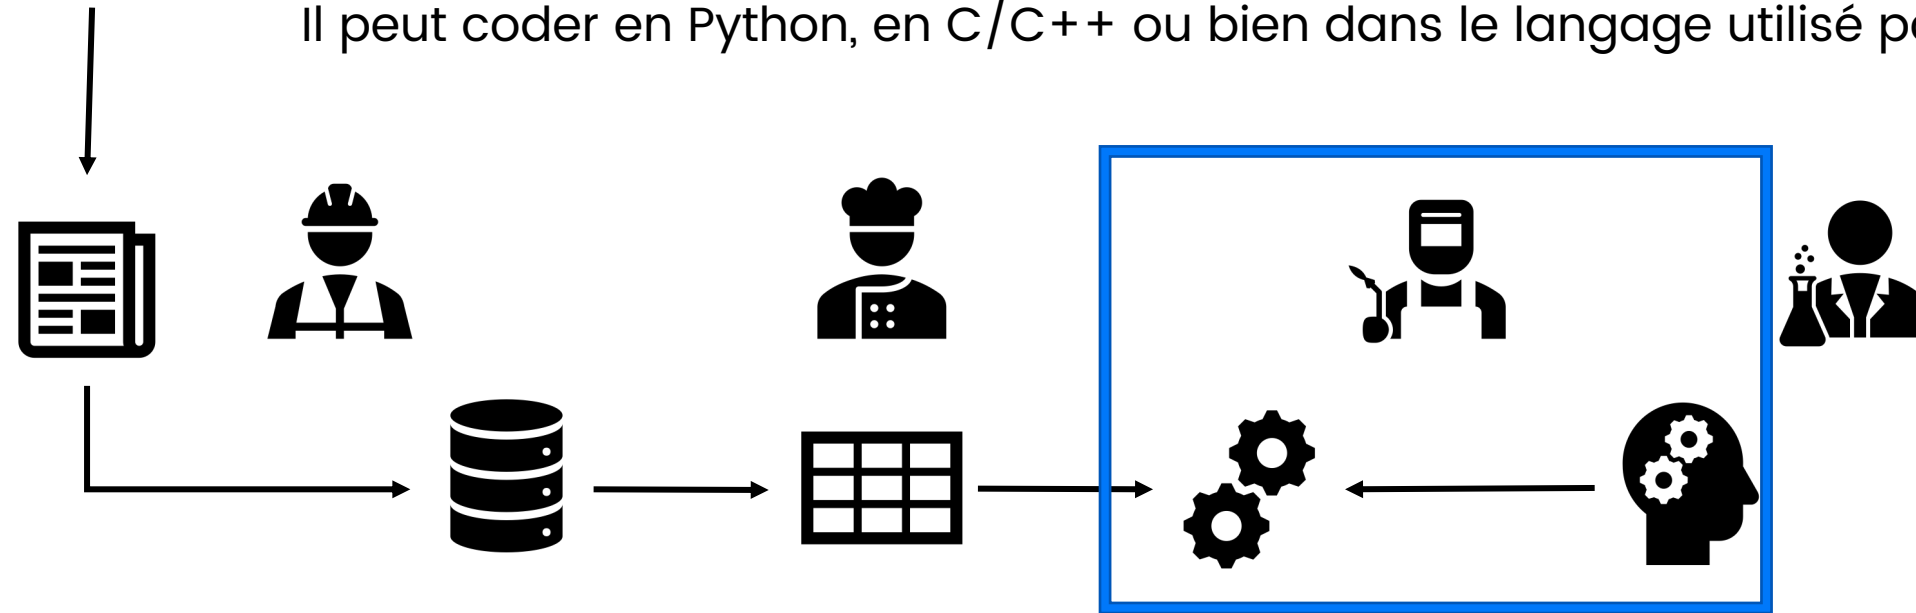 Il peut coder en Python, en C/C++ ou bien dans le langage utilisé